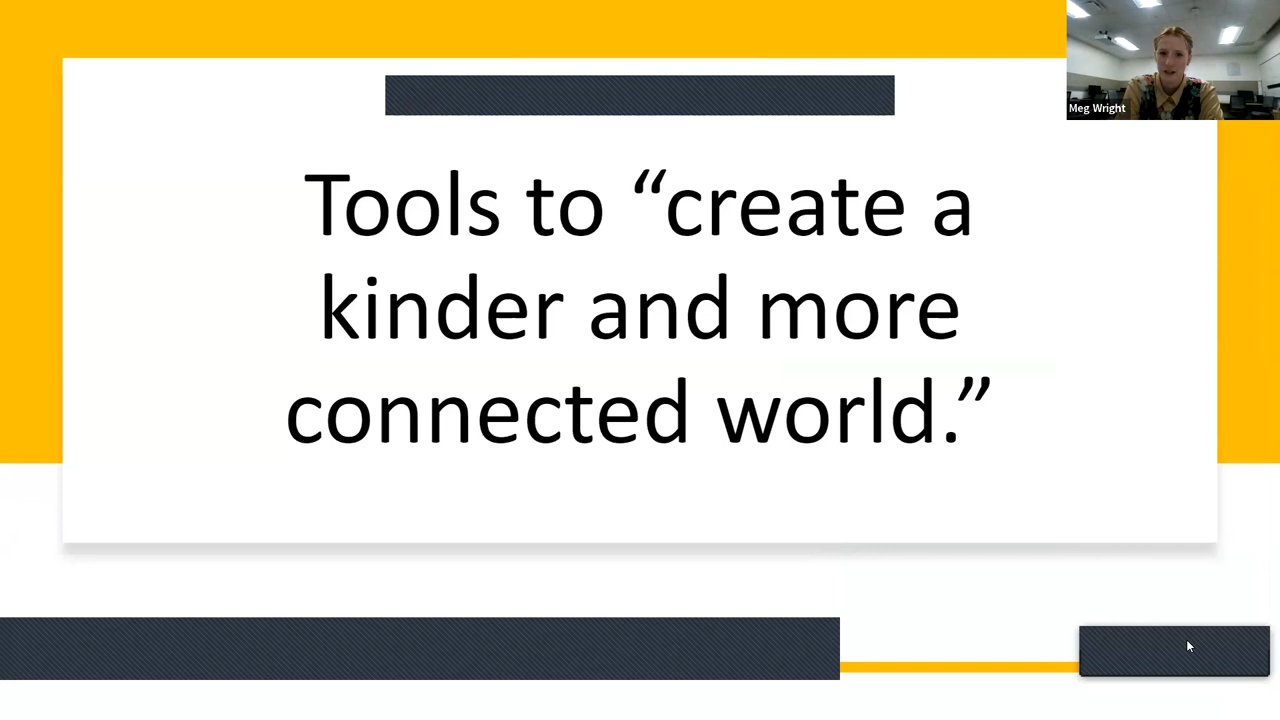 Meg Wright
Tools to “create a
kinder and more
connected world.”